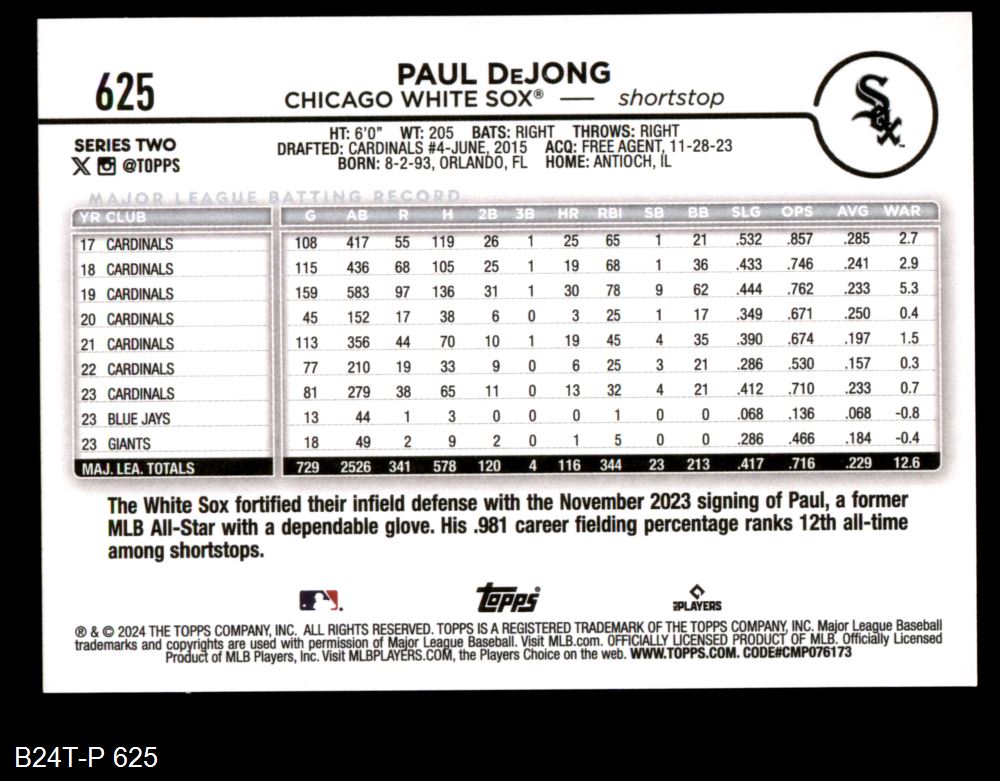 625
PAUL DeJONG
CHICAGO WHITE SOX® — shortstop
Sox
SERIES TWO
X @TOPPS
HT: 6'0" WT: 205 BATS: RIGHT THROWS: RIGHT
DRAFTED: CARDINALS #4-JUNE, 2015 ACQ: FREE AGENT, 11-28-23
BORN: 8-2-93, ORLANDO, FL HOME: ANTIOCH, IL
MAJOR LEAGUE BATTING RECORD
YR CLUB G AB R H 2B 3B HR RBI SB BB SLG OPS AVG WAR
17 CARDINALS 108 417 55 119 26 1 25 65 1 21 .532 .857 .285 2.7
18 CARDINALS 115 436 68 105 25 1 19 68 1 36 .433 .746 .241 2.9
19 CARDINALS 159 583 97 136 31 1 30 78 9 62 .444 .762 .233 5.3
20 CARDINALS 45 152 17 38 6 0 3 25 1 17 .349 .671 .250 0.4
21 CARDINALS 113 356 44 70 10 1 19 45 4 35 .390 .674 .197 1.5
22 CARDINALS 77 210 19 33 9 0 6 25 3 21 .286 .530 .157 0.3
23 CARDINALS 81 279 38 65 11 0 13 32 4 21 .412 .710 .233 0.7
23 BLUE JAYS 13 44 1 3 0 0 0 1 0 0 .068 .136 .068 -0.8
23 GIANTS 18 49 2 9 2 0 1 5 0 0 .286 .466 .184 -0.4
MAJ. LEA. TOTALS 729 2526 341 578 120 4 116 344 23 213 .417 .716 .229 12.6
The White Sox fortified their infield defense with the November 2023 signing of Paul, a former
MLB All-Star with a dependable glove. His .981 career fielding percentage ranks 12th all-time
among shortstops.
TOPPS
MLBPLAYERS
® & © 2024 THE TOPPS COMPANY, INC. ALL RIGHTS RESERVED. TOPPS IS A REGISTERED TRADEMARK OF THE TOPPS COMPANY, INC. Major League Baseball
trademarks and copyrights are used with permission of Major League Baseball. Visit MLB.com. OFFICIALLY LICENSED PRODUCT OF MLB. Officially Licensed
Product of MLB Players, Inc. Visit MLBPLAYERS.COM, the Players Choice on the web. WWW.TOPPS.COM. CODE#CMP076173
B24T-P 625